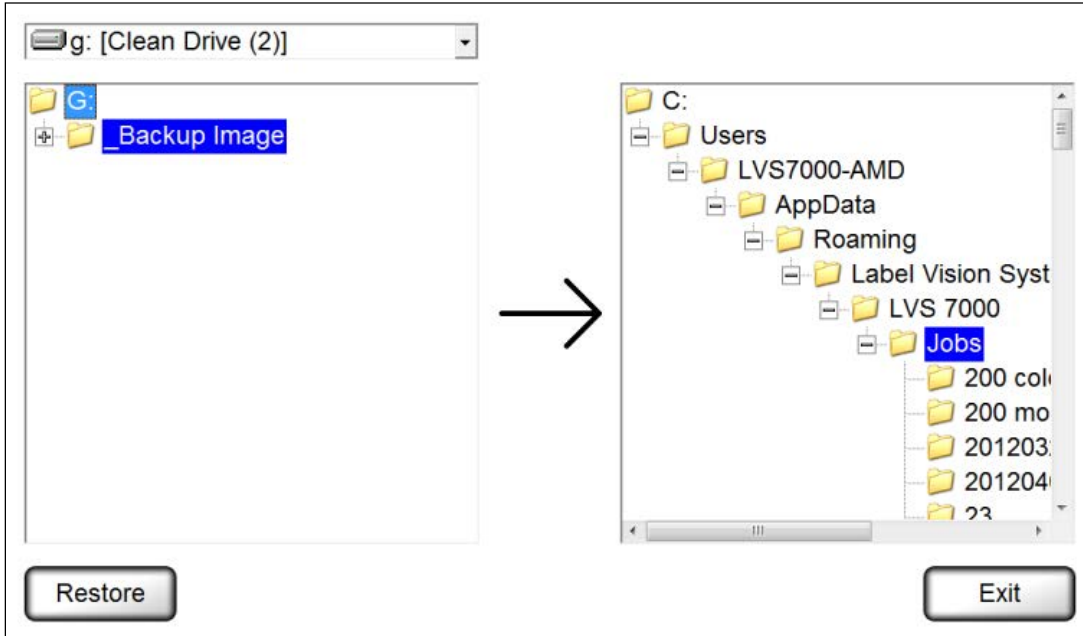 g: [Clean Drive (2)]
G:
_Backup Image
C:
Users
LVS7000-AMD
AppData
Roaming
Label Vision Syst
LVS 7000
Jobs
200 col
200 mo
201203
201204
23
Restore
Exit